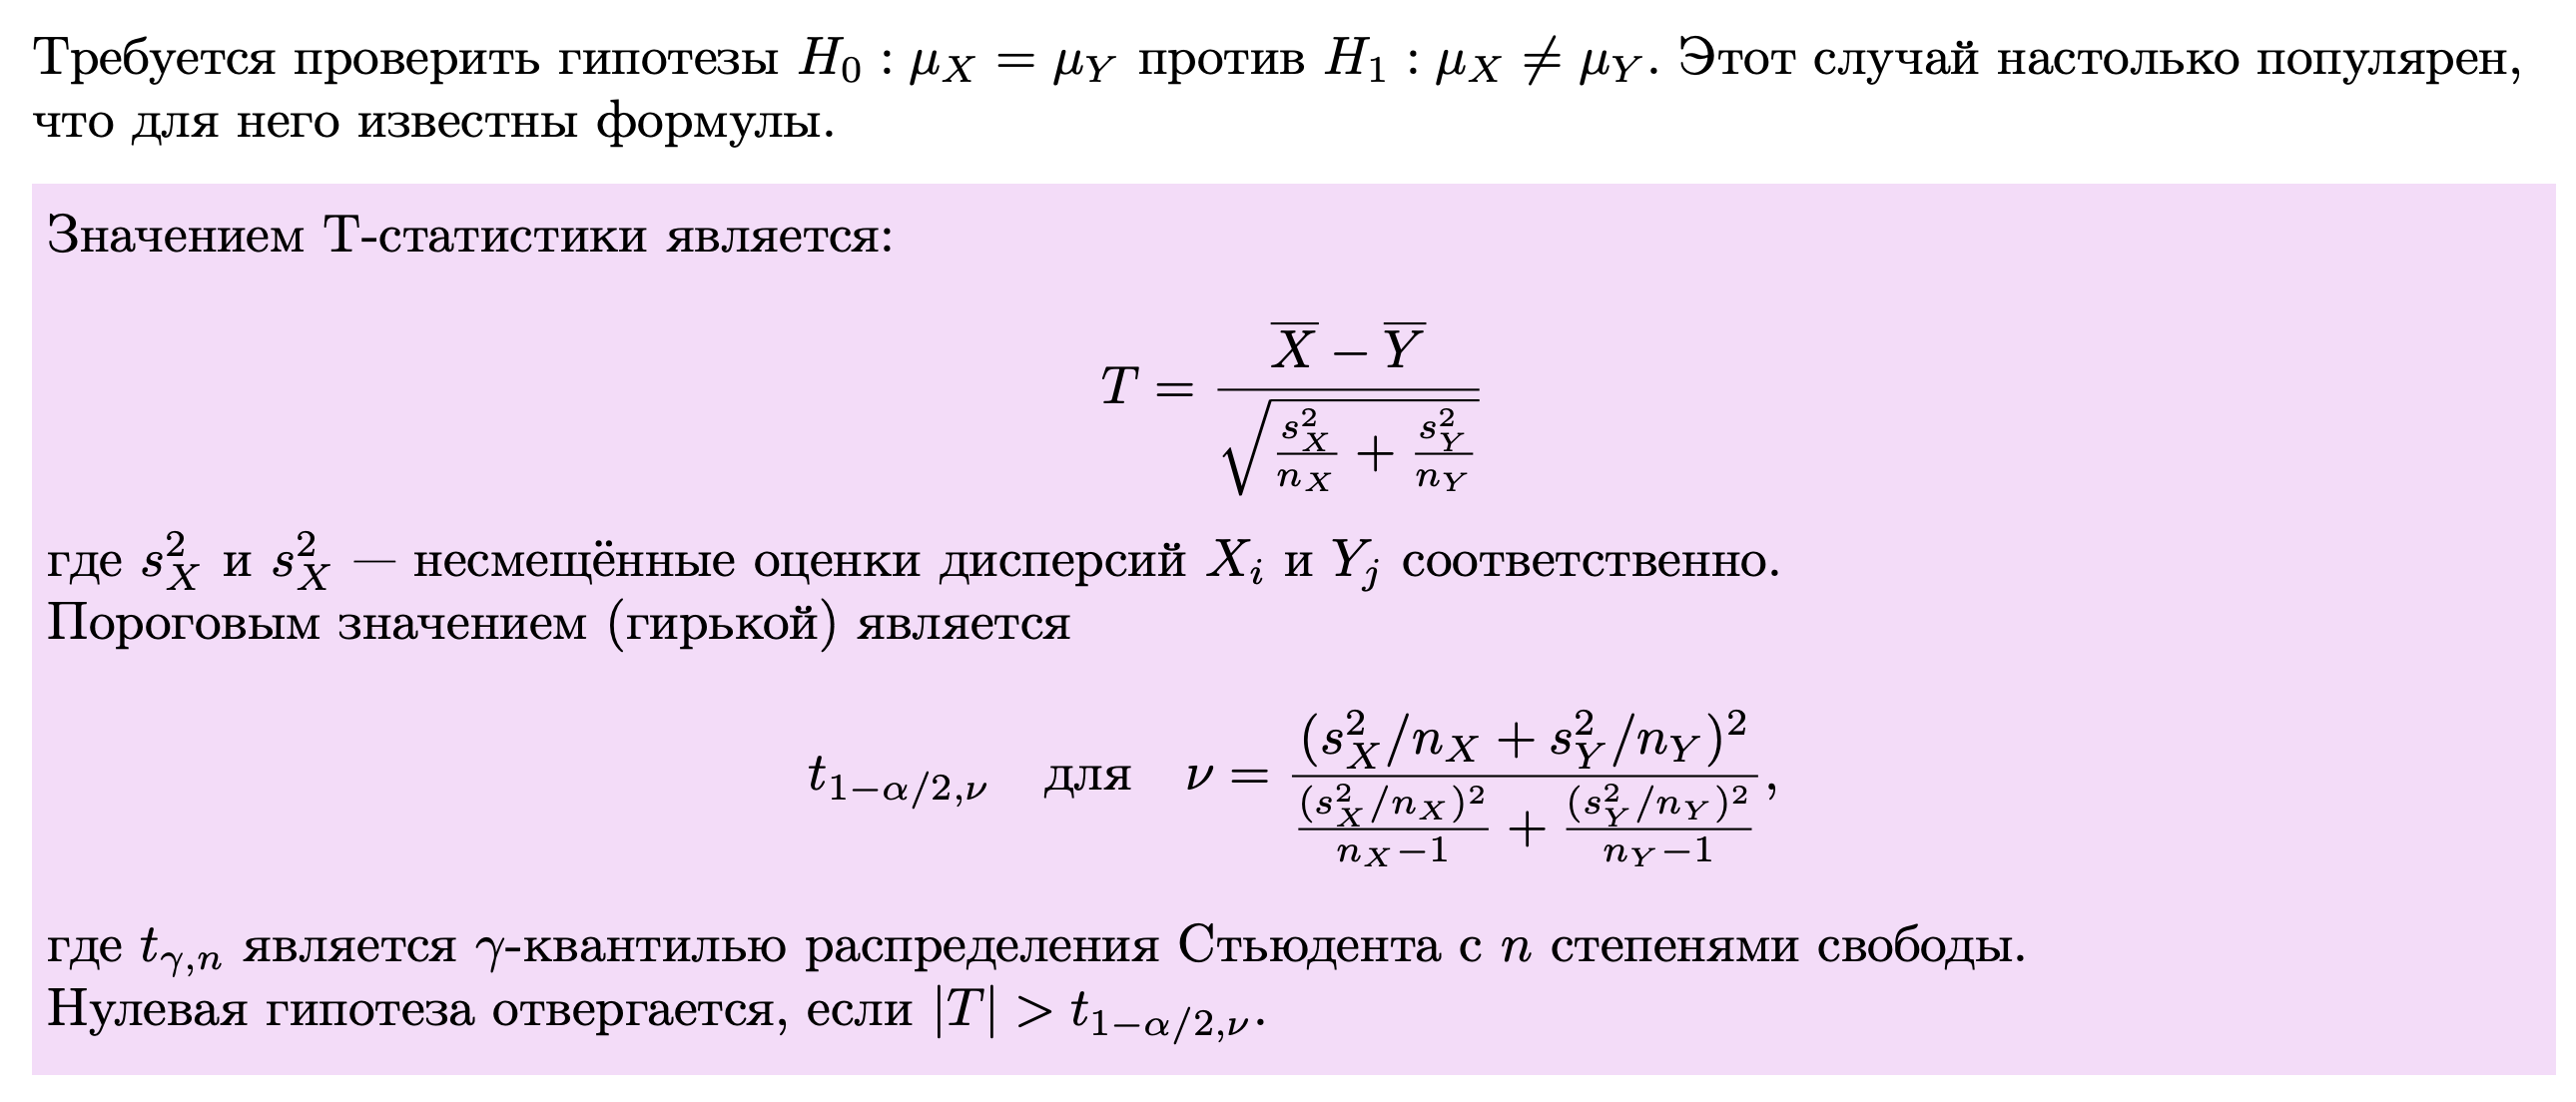 Требуется проверить гипотезы $H_0 : \mu_X = \mu_Y$ против $H_1 : \mu_X \neq \mu_Y$. Этот случай настолько популярен,
что для него известны формулы.
Значением Т-статистики является:
$T = \frac{\overline{X} - \overline{Y}}{\sqrt{\frac{s_X^2}{n_X} + \frac{s_Y^2}{n_Y}}}$
где $s_X^2$ и $s_X^2$ — несмещённые оценки дисперсий $X_i$ и $Y_j$ соответственно.
Пороговым значением (гирькой) является
$t_{1-\alpha/2,\nu}$ для $\nu = \frac{(s_X^2/n_X + s_Y^2/n_Y)^2}{\frac{(s_X^2/n_X)^2}{n_X-1} + \frac{(s_Y^2/n_Y)^2}{n_Y-1}},$
где $t_{\gamma,n}$ является $\gamma$-квантилью распределения Стьюдента с $n$ степенями свободы.
Нулевая гипотеза отвергается, если $|T| > t_{1-\alpha/2,\nu}$.